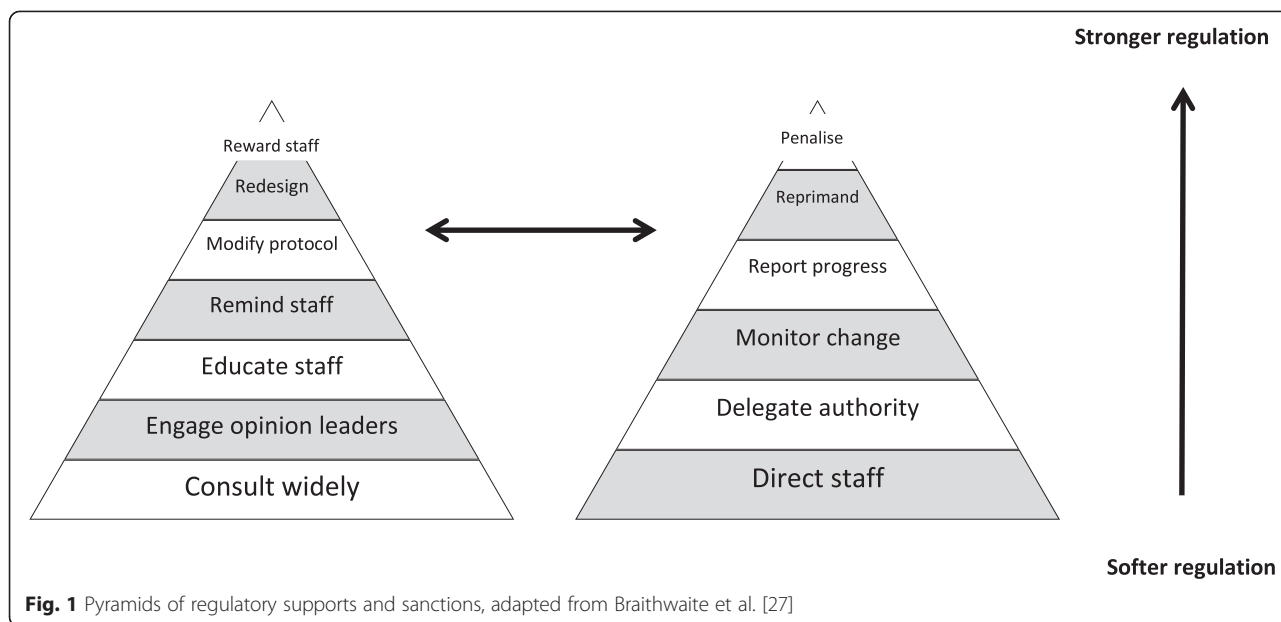 Stronger regulation
Reward staff
Redesign
Modify protocol
Remind staff
Educate staff
Engage opinion leaders
Consult widely
Penalise
Reprimand
Report progress
Monitor change
Delegate authority
Direct staff
Softer regulation
Fig. 1 Pyramids of regulatory supports and sanctions, adapted from Braithwaite et al. [27]